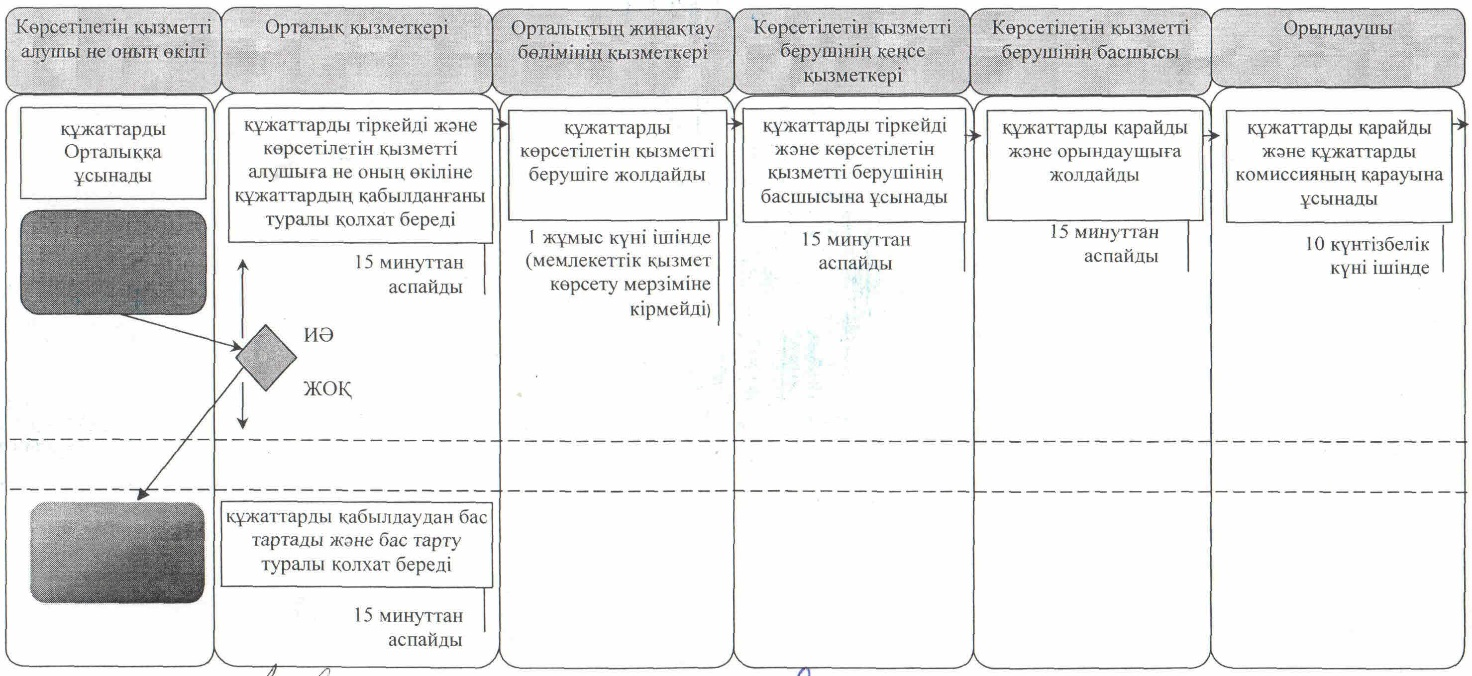 Көрсетілетін қызметті
алушы не оның өкілі
Орталық қызметкері
Орталықтың жинақтау
бөлімінің қызметкері
Көрсетілетін қызметті
берушінің кеңсе
қызметкері
Көрсетілетін қызметті
берушінің басшысы
Орындаушы
құжаттарды
Орталыққа
ұсынады
құжаттарды тіркейді және
көрсетілетін қызметті
алушыға не оның өкіліне
құжаттардың қабылданғаны
туралы қолхат береді
15 минуттан
аспайды
ИӘ
ЖОҚ
құжаттарды
көрсетілетін қызметті
берушіге жолдайды
1 жұмыс күні ішінде
(мемлекеттік қызмет
көрсету мерзіміне
кірмейді)
құжаттарды тіркейді
және көрсетілетін
қызметті берушінің
басшысына ұсынады
15 минуттан
аспайды
құжаттарды қарайды
және орындаушыға
жолдайды
15 минуттан
аспайды
құжаттарды қарайды
және құжаттарды
комиссияның қарауына
ұсынады
10 күнтізбелік
күні ішінде
құжаттарды қабылдаудан бас
тартады және бас тарту
туралы қолхат береді
15 минуттан
аспайды